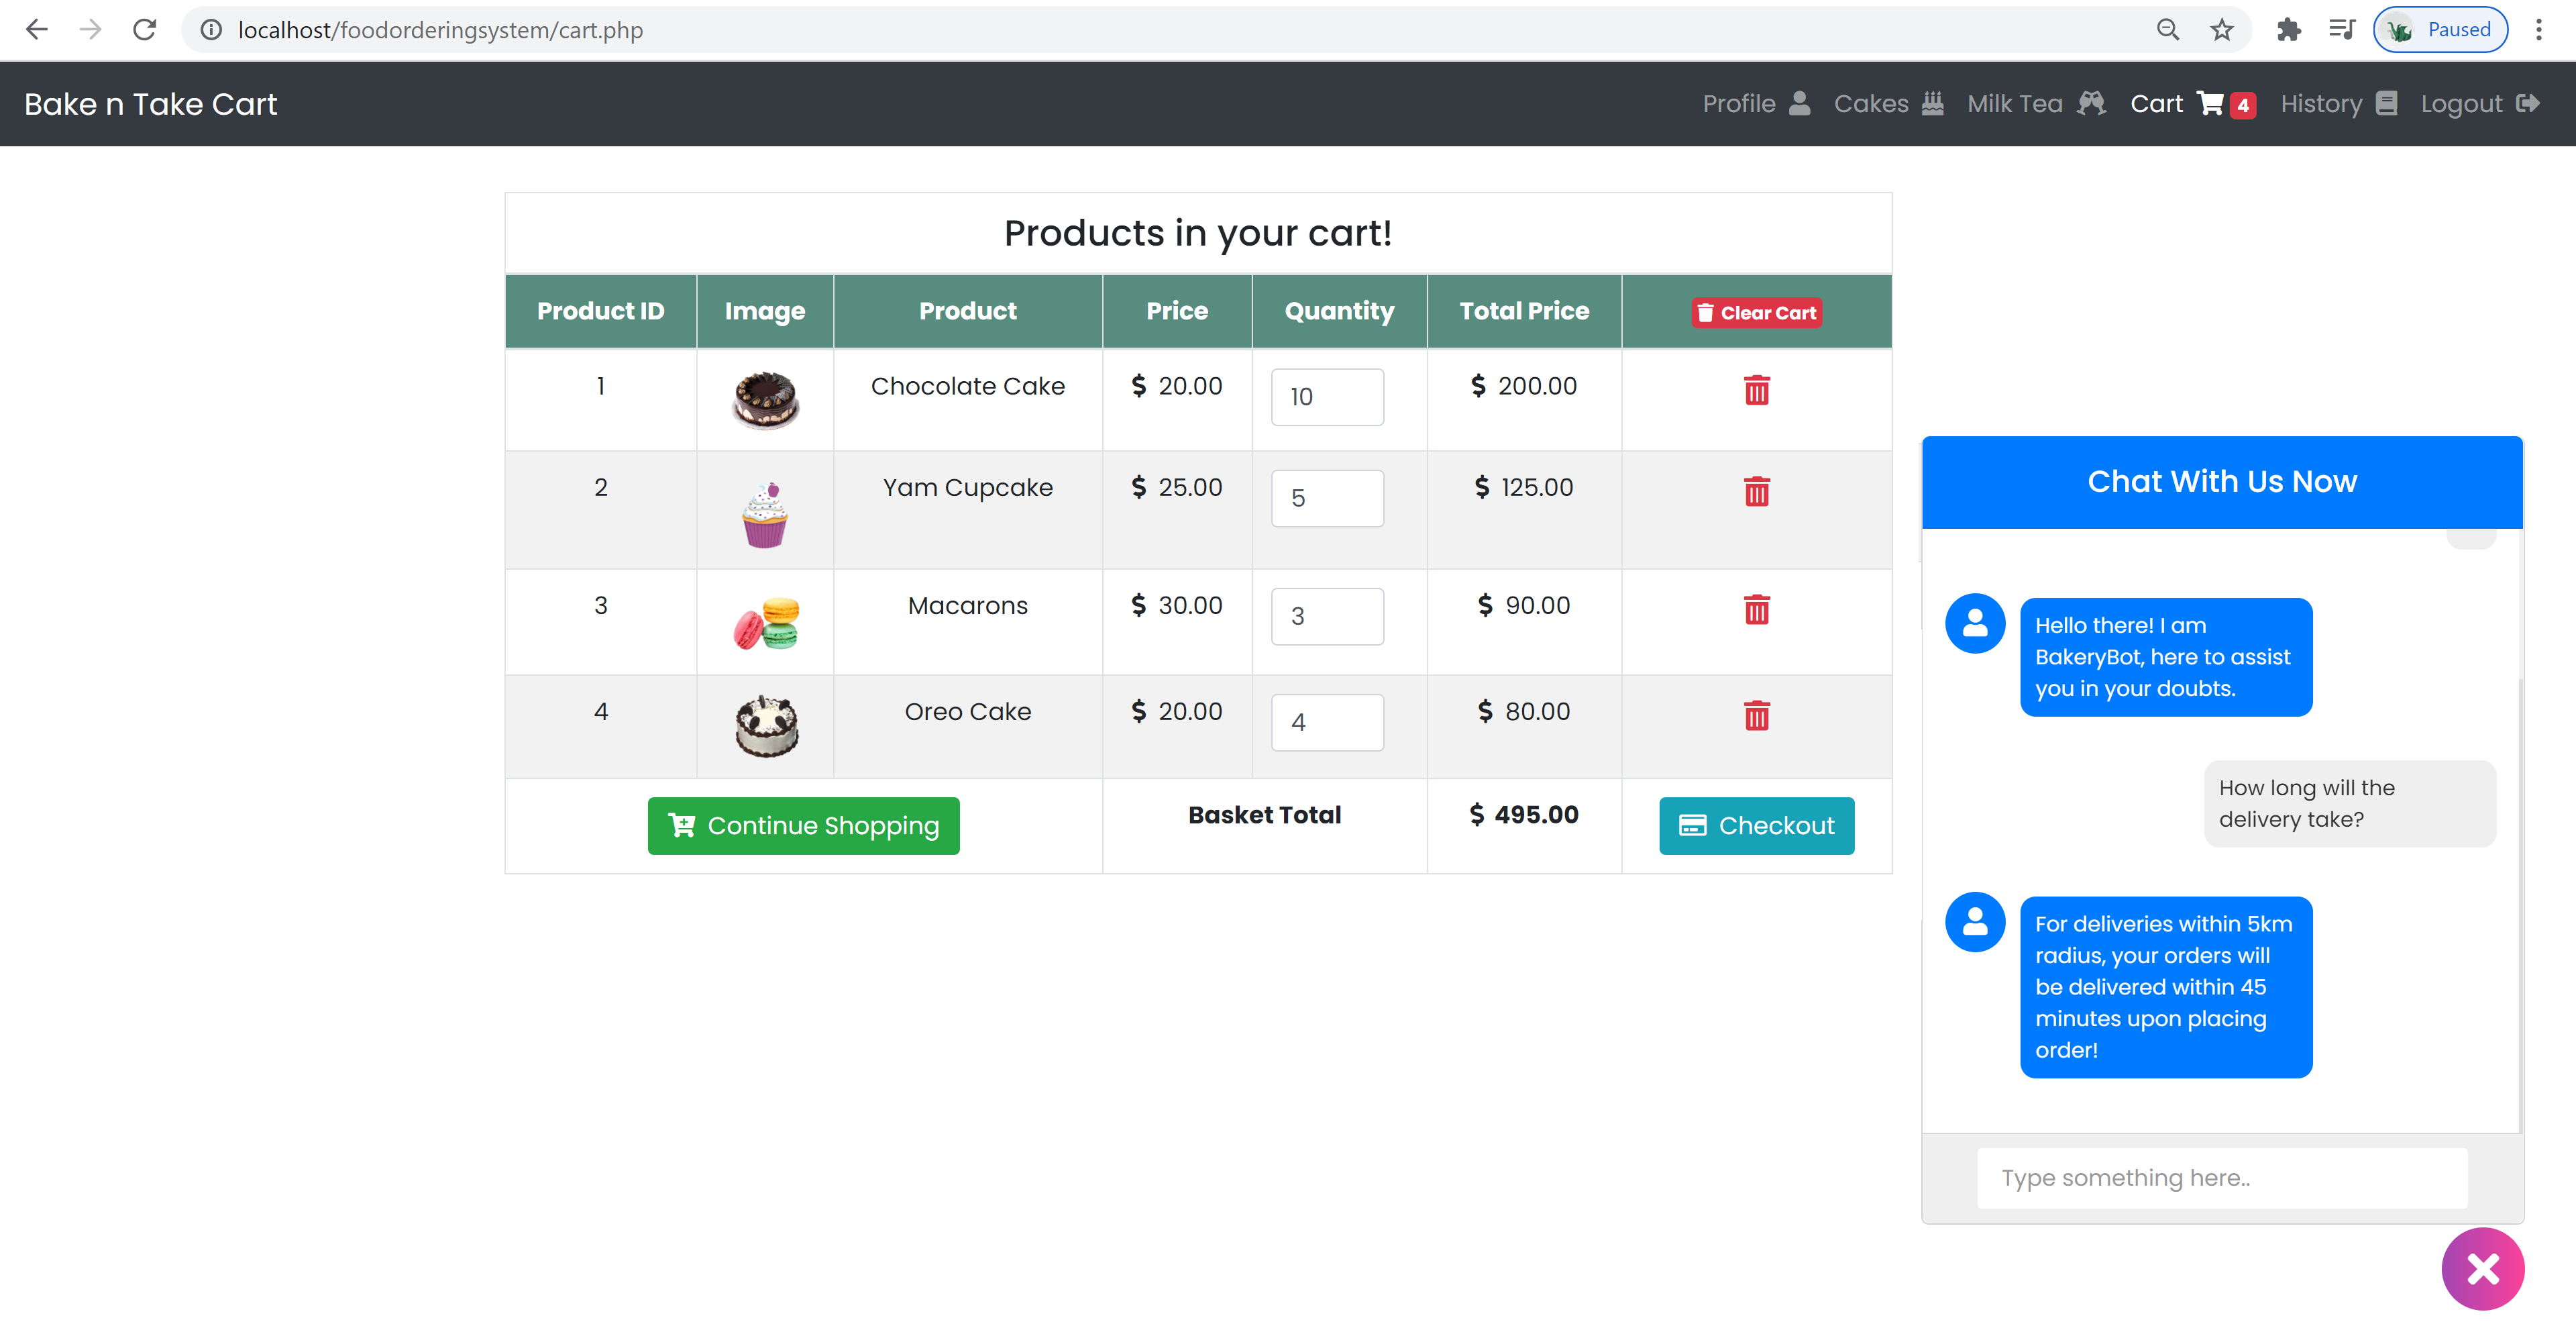 localhost/foodorderingsystem/cart.php
Paused
Bake n Take Cart
Profile Cakes Milk Tea Cart 4 History Logout
Products in your cart!
Product ID Image Product Price Quantity Total Price Clear Cart
1 Chocolate Cake $ 20.00 10 $ 200.00
2 Yam Cupcake $ 25.00 5 $ 125.00
3 Macarons $ 30.00 3 $ 90.00
4 Oreo Cake $ 20.00 4 $ 80.00
Continue Shopping Basket Total $ 495.00 Checkout
Chat With Us Now
Hello there! I am
BakeryBot, here to assist
you in your doubts.
How long will the
delivery take?
For deliveries within 5km
radius, your orders will
be delivered within 45
minutes upon placing
order!
Type something here..